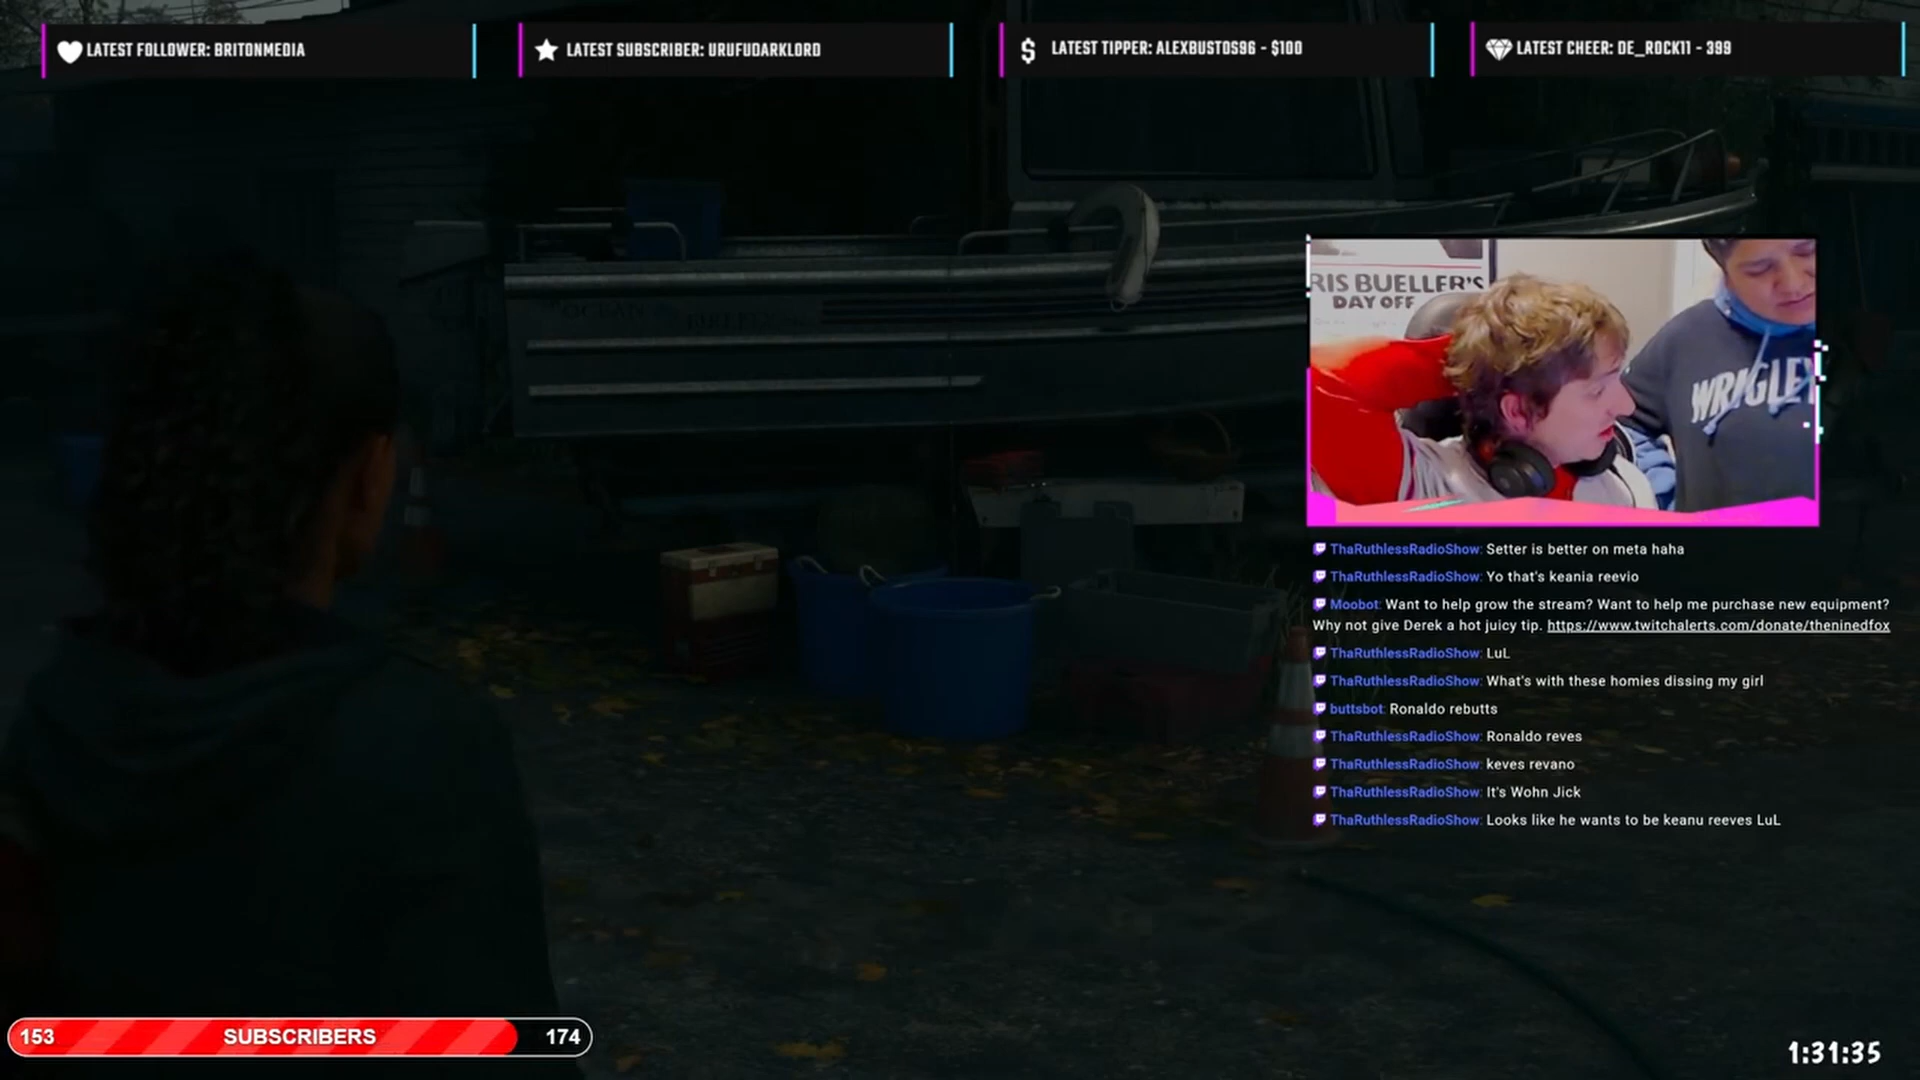 LATEST FOLLOWER: BRITONMEDIA
LATEST SUBSCRIBER: URUFUDARKLORD
LATEST TIPPER: ALEXBUSTOS96 - $100
LATEST CHEER: DE_ROCK11 - 399
RIS BUELLER'S
DAY OFF
WRIGLEY
ThaRuthlessRadioShow: Setter is better on meta haha
ThaRuthlessRadioShow: Yo that's keania reevio
Moobot: Want to help grow the stream? Want to help me purchase new equipment?
Why not give Derek a hot juicy tip. https://www.twitchalerts.com/donate/theninedfox
ThaRuthlessRadioShow: LuL
ThaRuthlessRadioShow: What's with these homies dissing my girl
buttsbot: Ronaldo rebutts
ThaRuthlessRadioShow: Ronaldo reves
ThaRuthlessRadioShow: keves revano
ThaRuthlessRadioShow: It's Wohn Jick
ThaRuthlessRadioShow: Looks like he wants to be keanu reeves LuL
153 SUBSCRIBERS 174
1:31:35